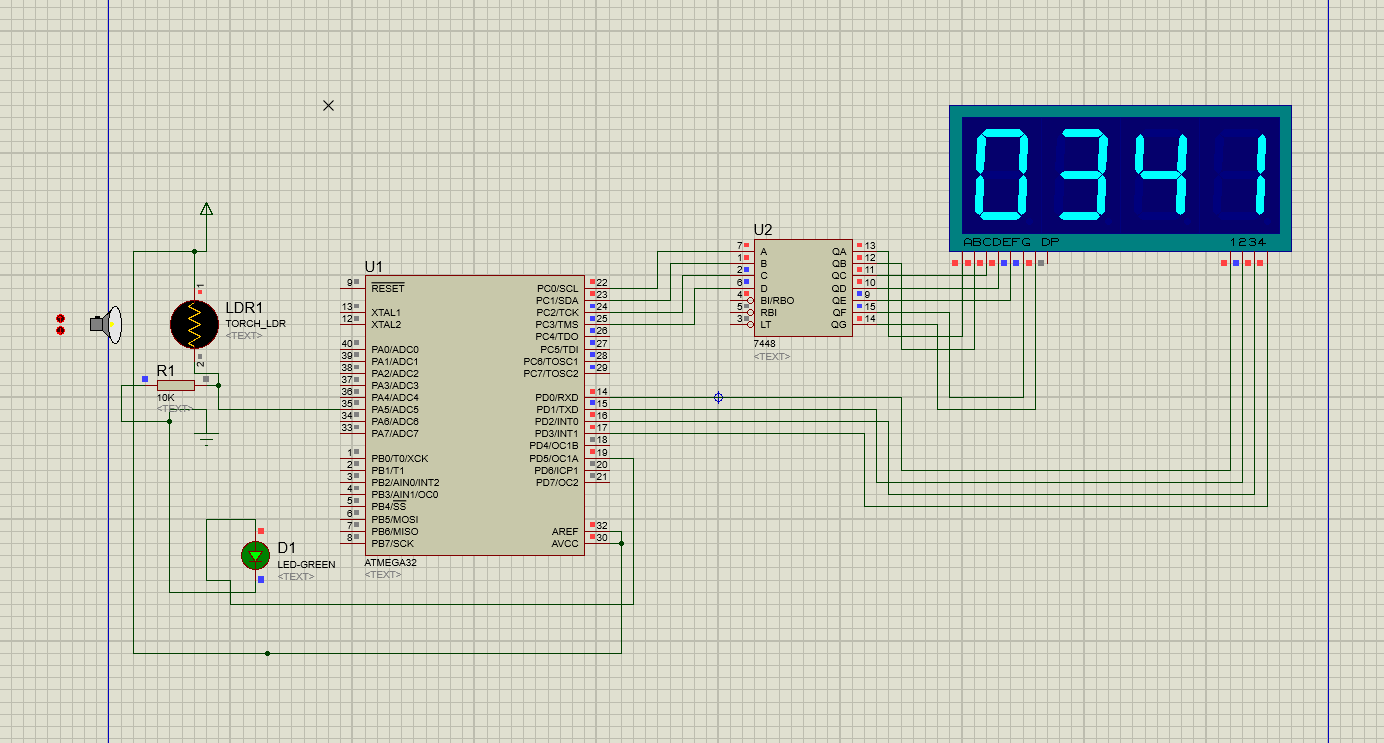 0341
ABCDEFG DP 1234
U2
7 A QA 13
1 B QB 12
2 C QC 11
6 D QD 10
4 BI/RBO QE 9
5 RBI QF 15
3 LT QG 14
7448
<TEXT>
1
LDR1
TORCH_LDR
<TEXT>
2
R1
10K
<TEXT>
U1
9 RESET PC0/SCL 22
PC1/SDA 23
13 XTAL1 PC2/TCK 24
12 XTAL2 PC3/TMS 25
PC4/TDO 26
40 PA0/ADC0 PC5/TDI 27
39 PA1/ADC1 PC6/TOSC1 28
38 PA2/ADC2 PC7/TOSC2 29
37 PA3/ADC3
36 PA4/ADC4 PD0/RXD 14
35 PA5/ADC5 PD1/TXD 15
34 PA6/ADC6 PD2/INT0 16
33 PA7/ADC7 PD3/INT1 17
PD4/OC1B 18
1 PB0/T0/XCK PD5/OC1A 19
2 PB1/T1 PD6/ICP1 20
3 PB2/AIN0/INT2 PD7/OC2 21
4 PB3/AIN1/OC0
5 PB4/SS
6 PB5/MOSI
7 PB6/MISO AREF 32
8 PB7/SCK AVCC 30
ATMEGA32
<TEXT>
D1
LED-GREEN
<TEXT>